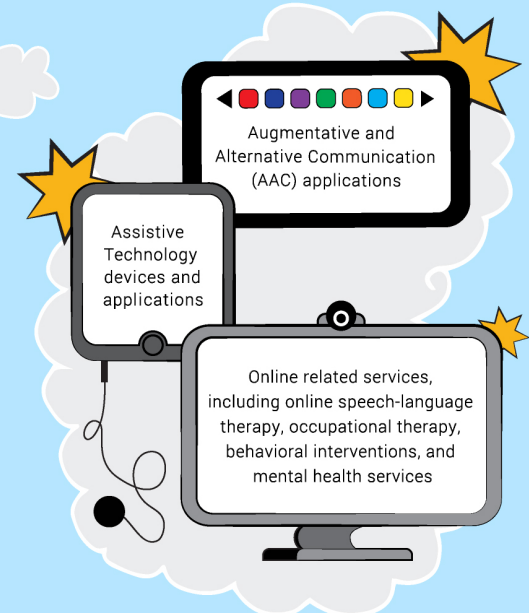 Augmentative and
Alternative Communication
(AAC) applications
Assistive
Technology
devices and
applications
Online related services,
including online speech-language
therapy, occupational therapy,
behavioral interventions, and
mental health services